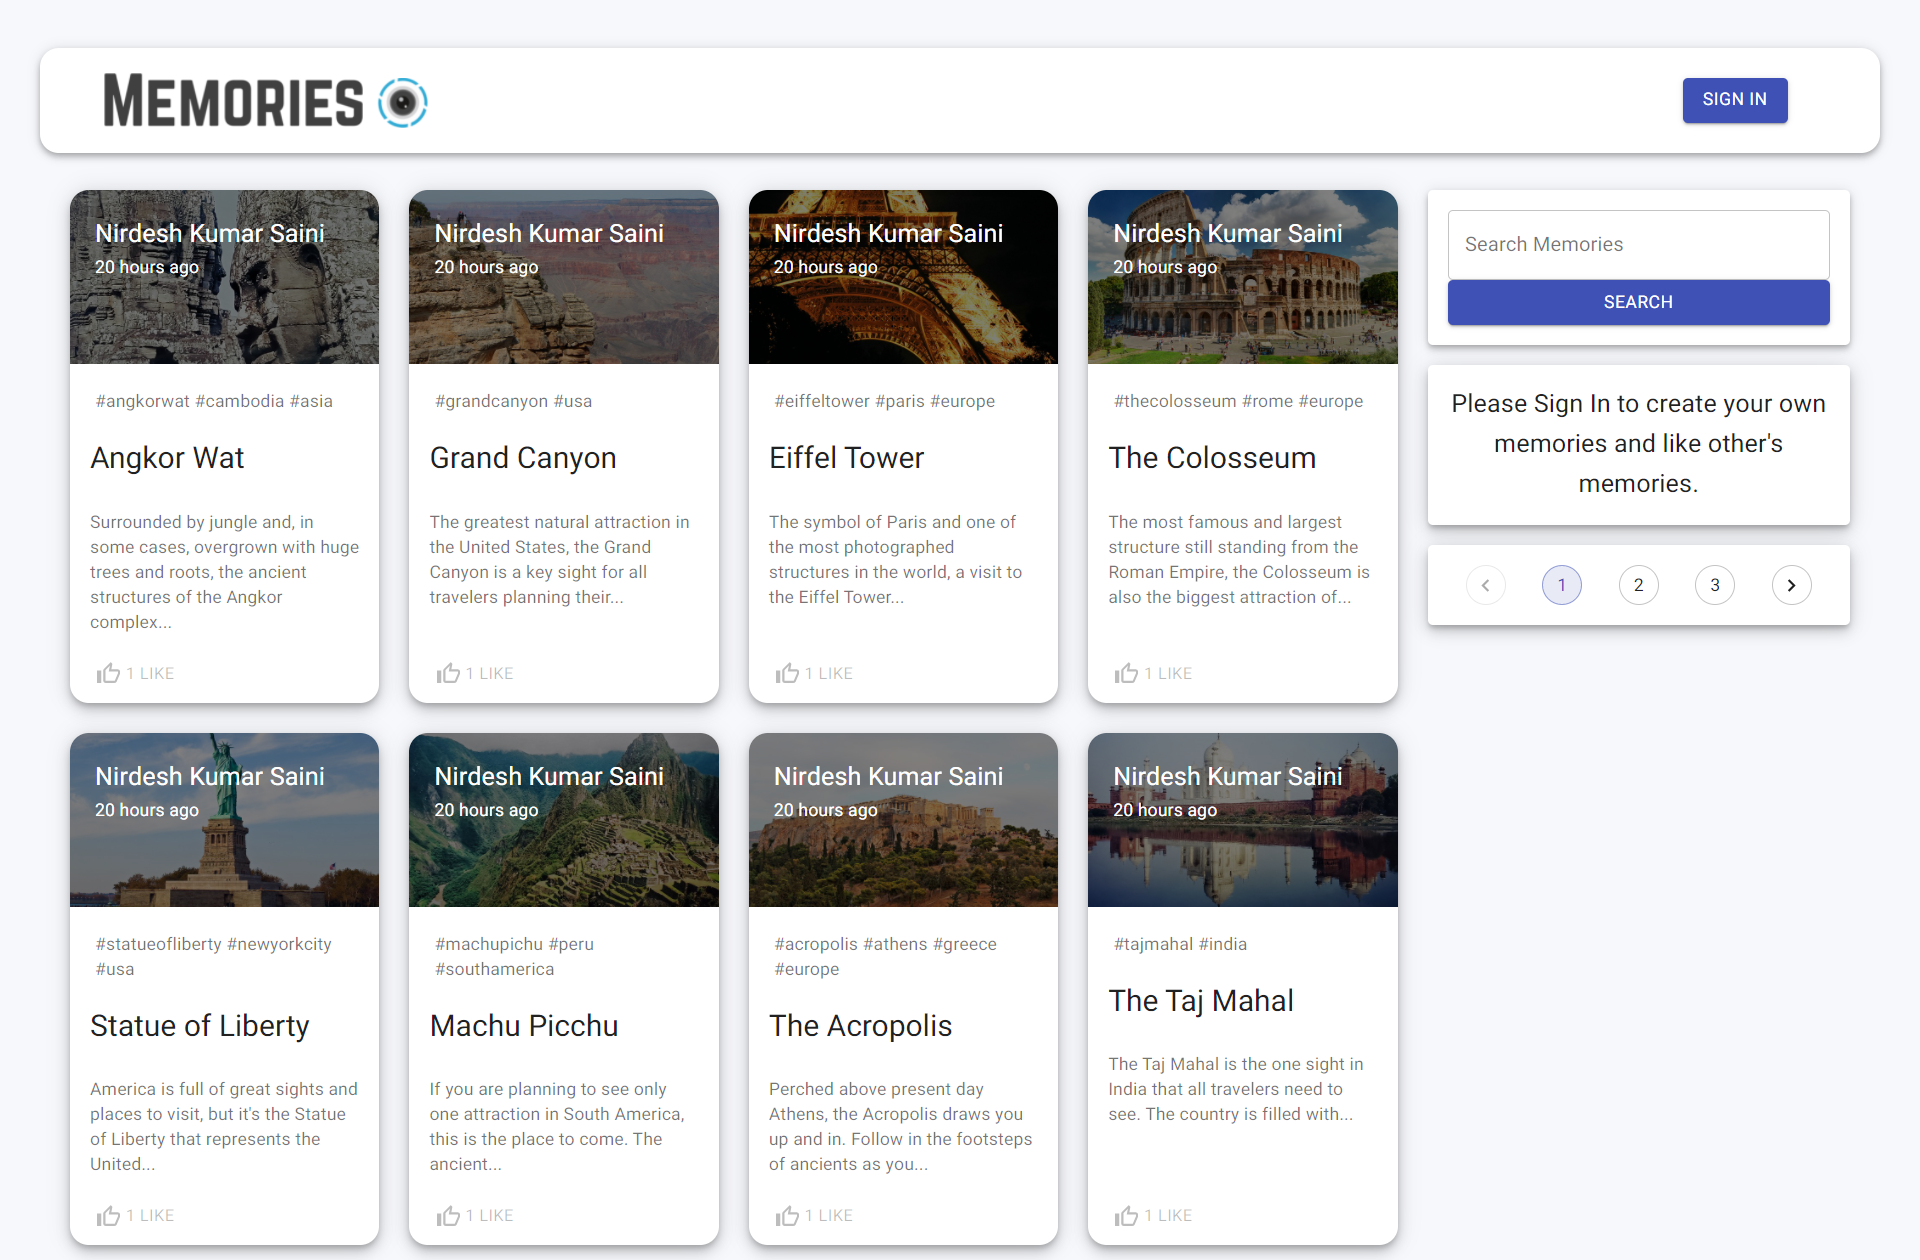 MEMORIES
SIGN IN
Nirdesh Kumar Saini
20 hours ago
#angkorwat #cambodia #asia
Angkor Wat
Surrounded by jungle and, in
some cases, overgrown with huge
trees and roots, the ancient
structures of the Angkor
complex...
1 LIKE
Nirdesh Kumar Saini
20 hours ago
#grandcanyon #usa
Grand Canyon
The greatest natural attraction in
the United States, the Grand
Canyon is a key sight for all
travelers planning their...
1 LIKE
Nirdesh Kumar Saini
20 hours ago
#eiffeltower #paris #europe
Eiffel Tower
The symbol of Paris and one of
the most photographed
structures in the world, a visit to
the Eiffel Tower...
1 LIKE
Nirdesh Kumar Saini
20 hours ago
#thecolosseum #rome #europe
The Colosseum
The most famous and largest
structure still standing from the
Roman Empire, the Colosseum is
also the biggest attraction of...
1 LIKE
Search Memories
SEARCH
Please Sign In to create your own
memories and like other's
memories.
1 2 3
Nirdesh Kumar Saini
20 hours ago
#statueofliberty #newyorkcity
#usa
Statue of Liberty
America is full of great sights and
places to visit, but it's the Statue
of Liberty that represents the
United...
1 LIKE
Nirdesh Kumar Saini
20 hours ago
#machupichu #peru
#southamerica
Machu Picchu
If you are planning to see only
one attraction in South America,
this is the place to come. The
ancient...
1 LIKE
Nirdesh Kumar Saini
20 hours ago
#acropolis #athens #greece
#europe
The Acropolis
Perched above present day
Athens, the Acropolis draws you
up and in. Follow in the footsteps
of ancients as you...
1 LIKE
Nirdesh Kumar Saini
20 hours ago
#tajmahal #india
The Taj Mahal
The Taj Mahal is the one sight in
India that all travelers need to
see. The country is filled with...
1 LIKE